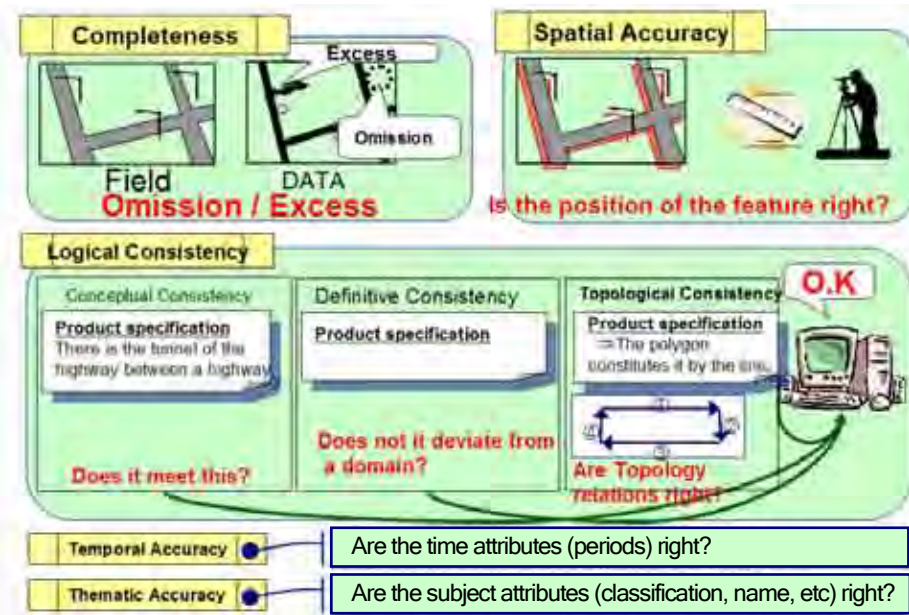 Completeness
Excess
Omission
Field
DATA
Omission / Excess
Spatial Accuracy
Is the position of the feature right?
Logical Consistency
Conceptual Consistency
Product specification
There is the tunnel of the
highway between a highway
Does it meet this?
Definitive Consistency
Product specification
Does not it deviate from
a domain?
Topological Consistency
Product specification
⇒The polygon
constitutes it by the line.
①
②
③
④
Are Topology
relations right?
O.K
Temporal Accuracy
Are the time attributes (periods) right?
Thematic Accuracy
Are the subject attributes (classification, name, etc) right?